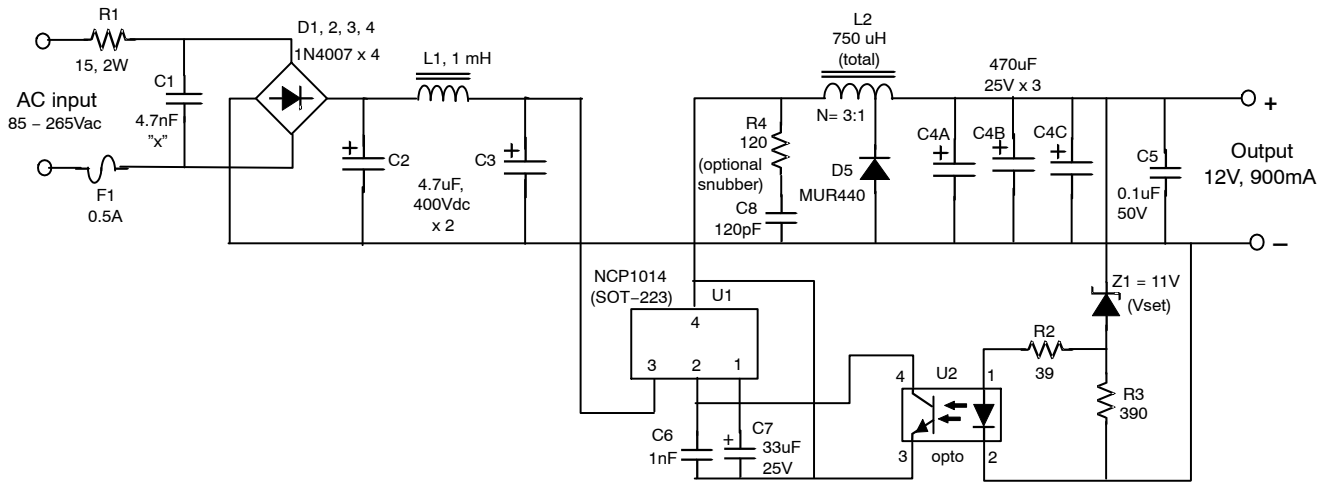 R1
15, 2W
AC input
85 – 265Vac
C1
4.7nF
"x"
F1
0.5A
D1, 2, 3, 4
1N4007 x 4
L1, 1 mH
C2
C3
4.7uF,
400Vdc
x 2
L2
750 uH
(total)
N= 3:1
R4
120
(optional
snubber)
C8
120pF
D5
MUR440
470uF
25V x 3
C4A
C4B
C4C
C5
0.1uF
50V
+
Output
12V, 900mA
–
NCP1014
(SOT–223)
U1
4
3
2
1
C6
1nF
C7
33uF
25V
4
U2
1
3
opto
2
R2
39
Z1 = 11V
(Vset)
R3
390